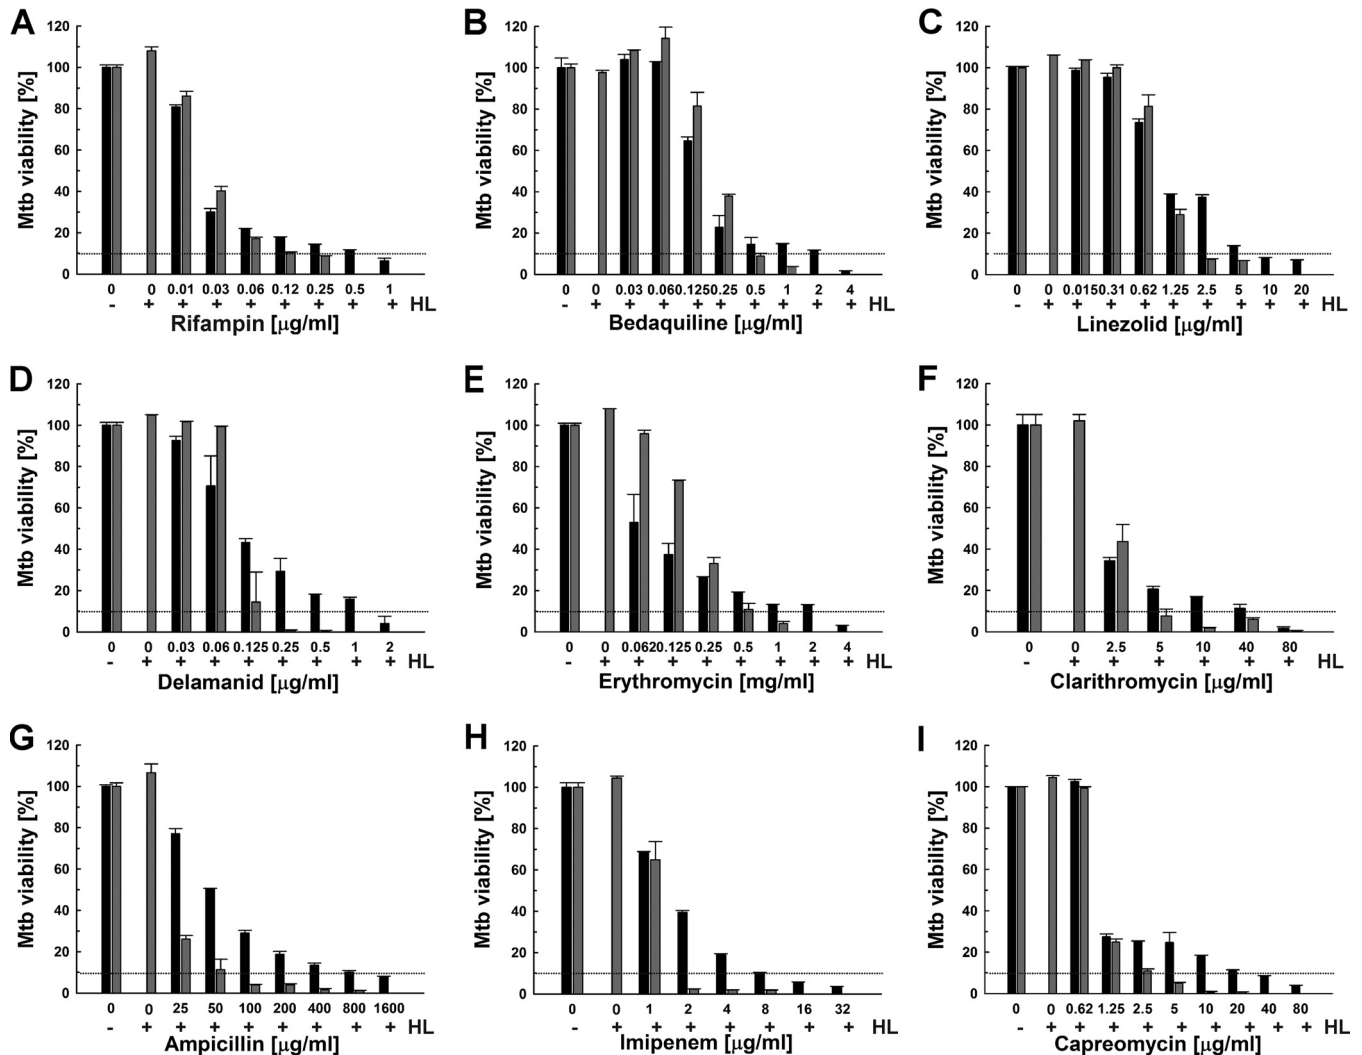 A
Mtb viability [%]
120
100
80
60
40
20
0
0 0 0.01 0.03 0.06 0.12 0.25 0.5 1
- + + + + + + + + HL
Rifampin [µg/ml]
B
Mtb viability [%]
120
100
80
60
40
20
0
0 0 0.03 0.06 0.125 0.25 0.5 1 2 4
- + + + + + + + + + HL
Bedaquiline [µg/ml]
C
Mtb viability [%]
120
100
80
60
40
20
0
0 0 0.015 0.31 0.62 1.25 2.5 5 10 20
- + + + + + + + + + HL
Linezolid [µg/ml]
D
Mtb viability [%]
120
100
80
60
40
20
0
0 0 0.03 0.06 0.125 0.25 0.5 1 2
- + + + + + + + + HL
Delamanid [µg/ml]
E
Mtb viability [%]
120
100
80
60
40
20
0
0 0 0.062 0.125 0.25 0.5 1 2 4
- + + + + + + + + HL
Erythromycin [mg/ml]
F
Mtb viability [%]
120
100
80
60
40
20
0
0 0 2.5 5 10 40 80
- + + + + + + HL
Clarithromycin [µg/ml]
G
Mtb viability [%]
120
100
80
60
40
20
0
0 0 25 50 100 200 400 800 1600
- + + + + + + + + HL
Ampicillin [µg/ml]
H
Mtb viability [%]
120
100
80
60
40
20
0
0 0 1 2 4 8 16 32
- + + + + + + + HL
Imipenem [µg/ml]
I
Mtb viability [%]
120
100
80
60
40
20
0
0 0 0.62 1.25 2.5 5 10 20 40 80
- + + + + + + + + + HL
Capreomycin [µg/ml]